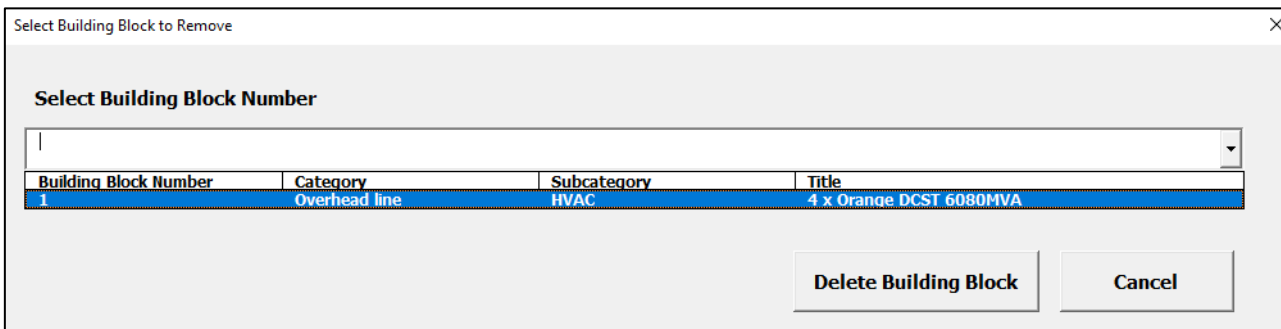 Select Building Block to Remove
Select Building Block Number
Building Block Number Category Subcategory Title
1 Overhead line HVAC 4 x Orange DCST 6080MVA
Delete Building Block Cancel